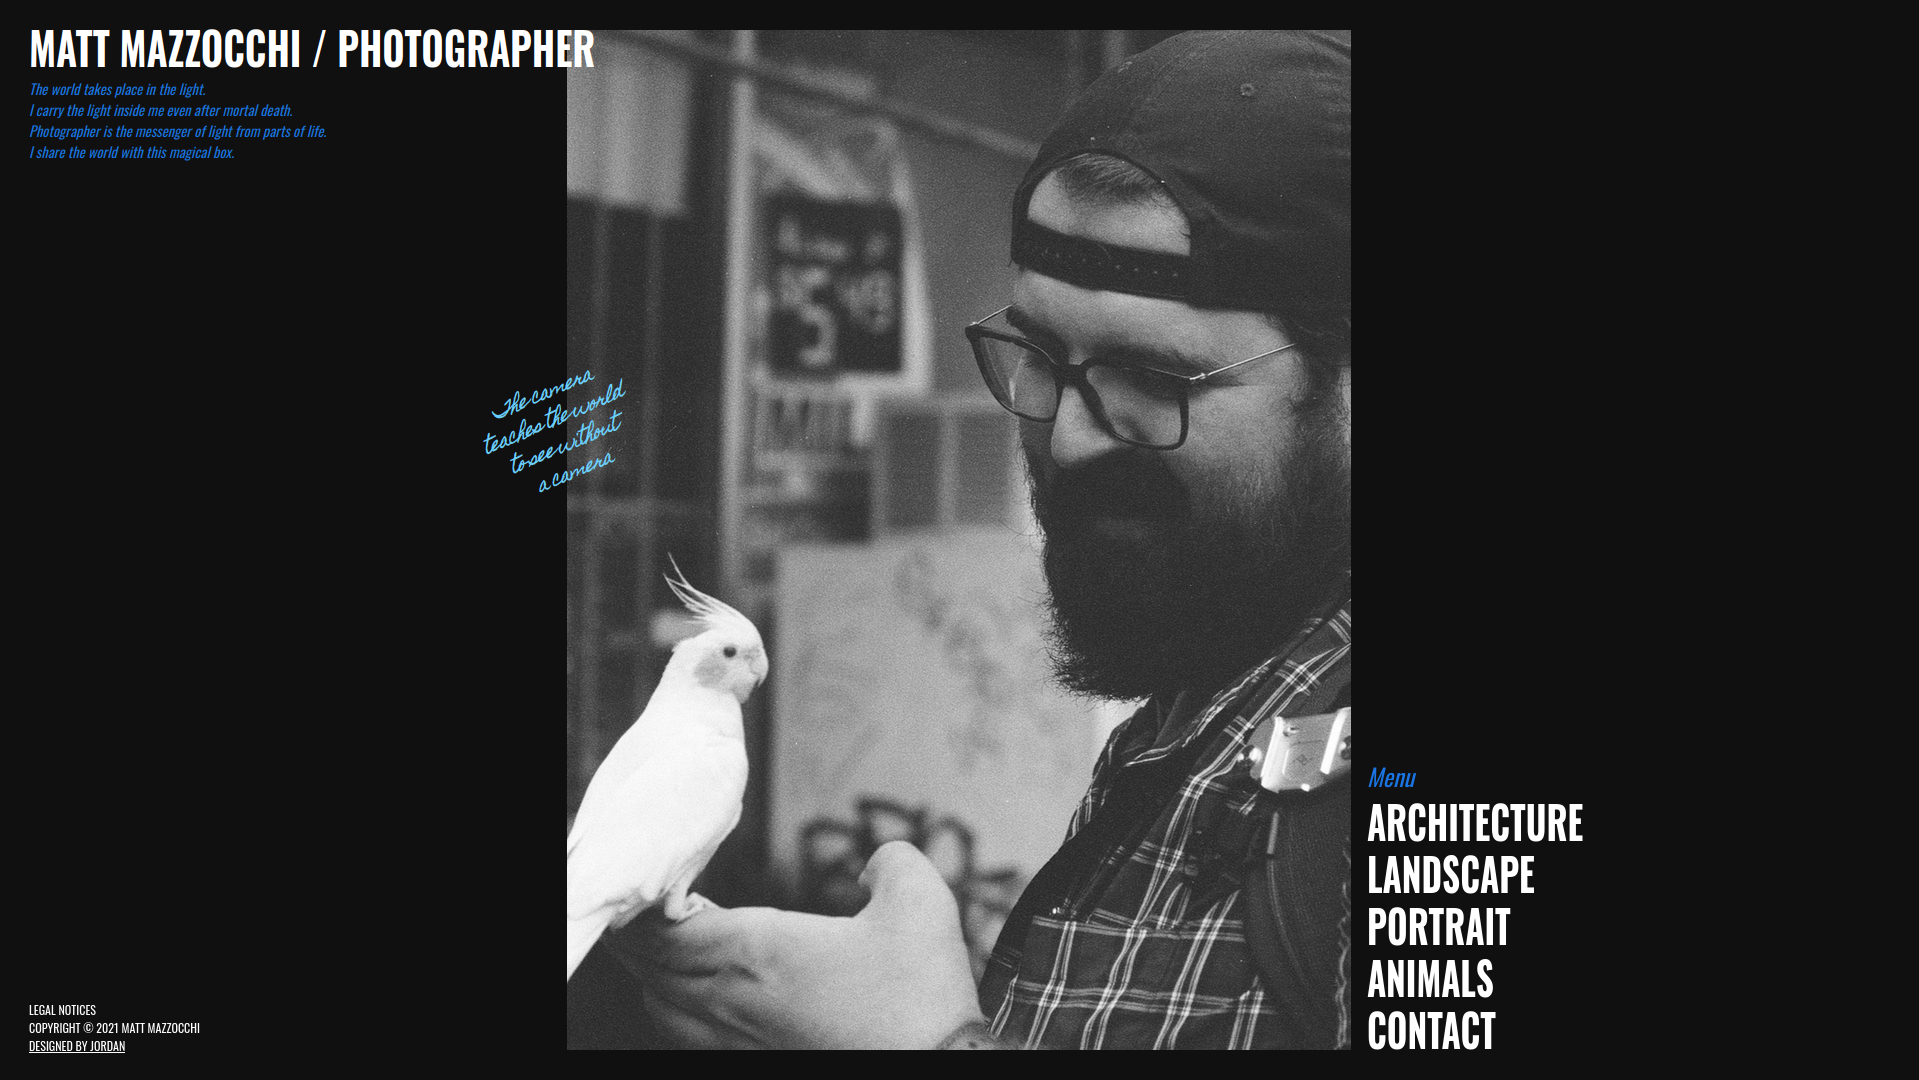 MATT MAZZOCCHI / PHOTOGRAPHER
The world takes place in the light.
I carry the light inside me even after mortal death.
Photographer is the messenger of light from parts of life.
I share the world with this magical box.
The camera
teaches the world
to see without
a camera
Menu
ARCHITECTURE
LANDSCAPE
PORTRAIT
ANIMALS
CONTACT
LEGAL NOTICES
COPYRIGHT © 2021 MATT MAZZOCCHI
DESIGNED BY JORDAN